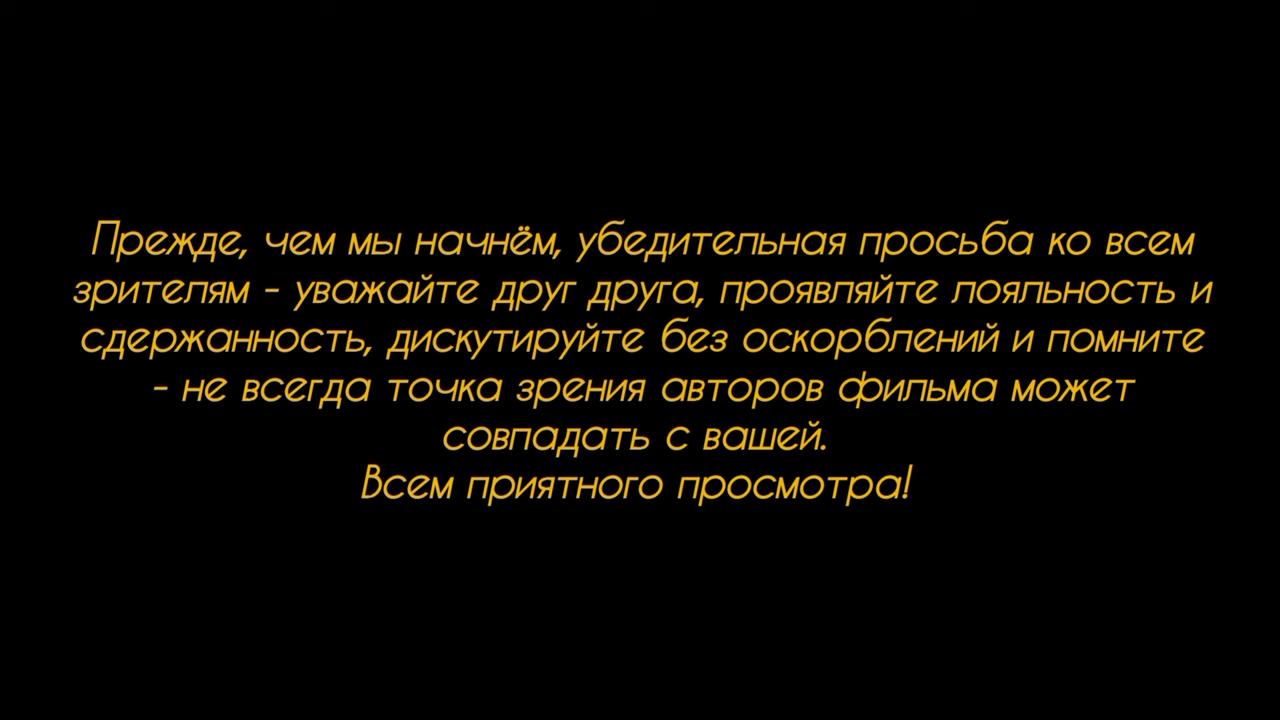 Прежде, чем мы начнём, убедительная просьба ко всем
зрителям - уважайте друг друга, проявляйте лояльность и
сдержанность, дискутируйте без оскорблений и помните
- не всегда точка зрения авторов фильма может
совпадать с вашей.
Всем приятного просмотра!